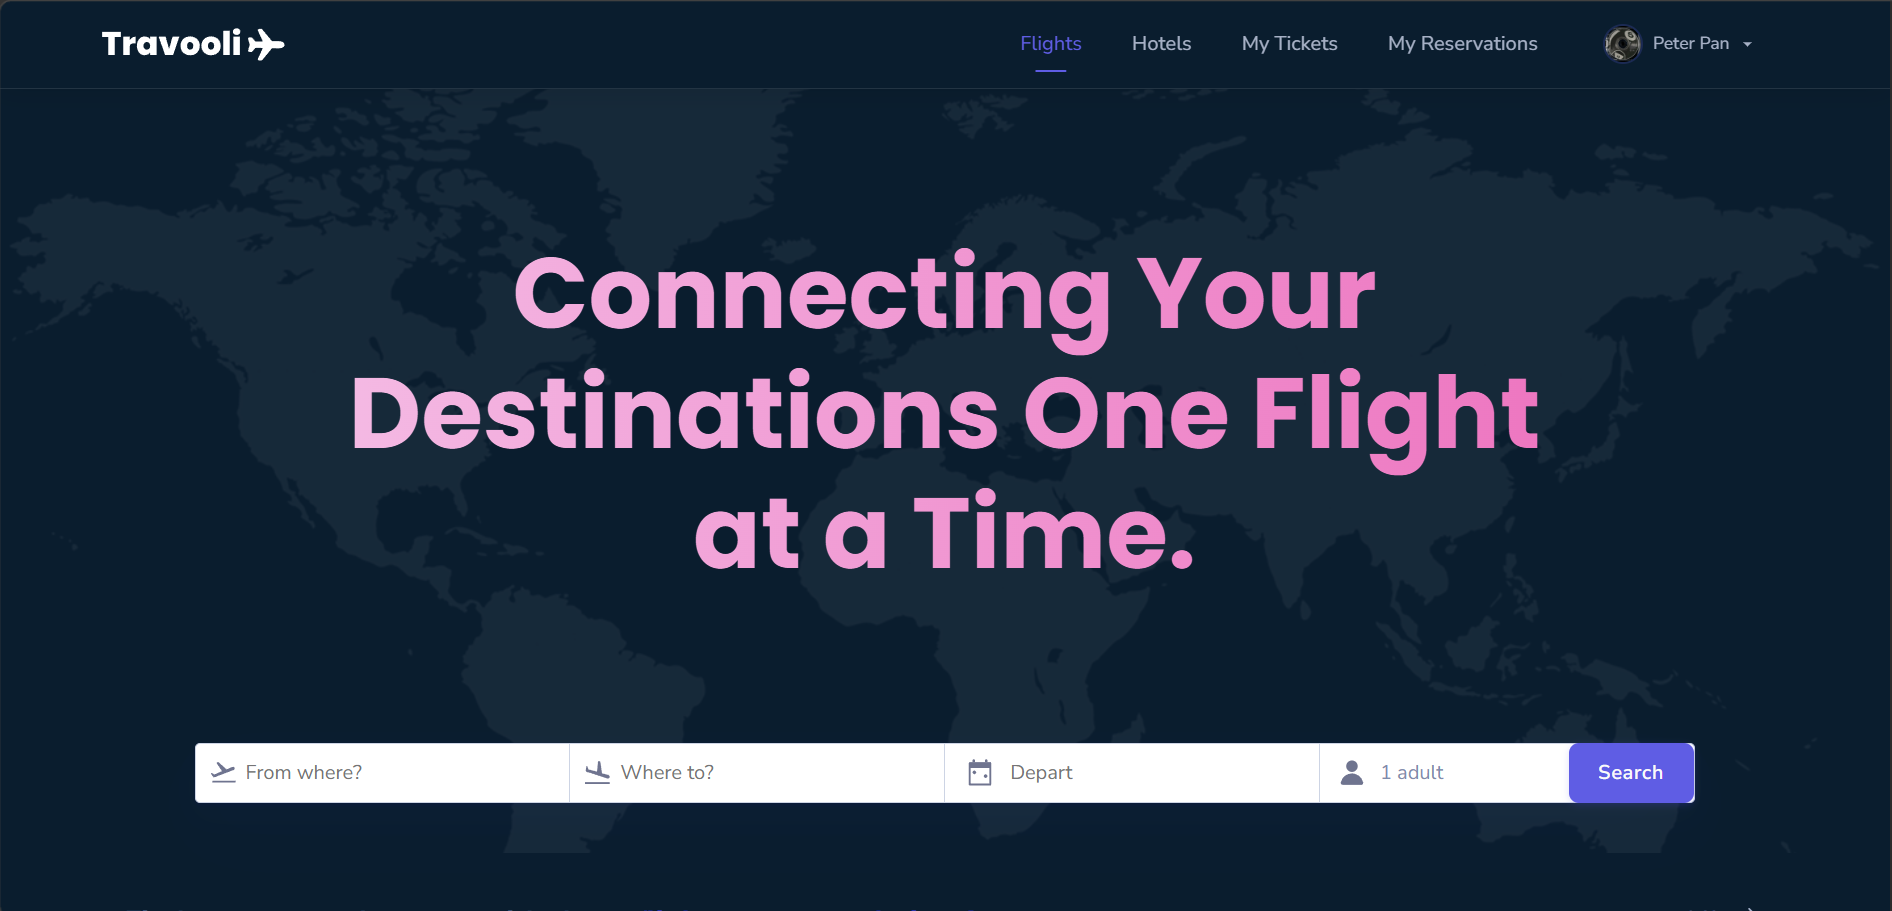 Travooli
Flights
Hotels
My Tickets
My Reservations
Peter Pan
Connecting Your
Destinations One Flight
at a Time.
From where?
Where to?
Depart
1 adult
Search